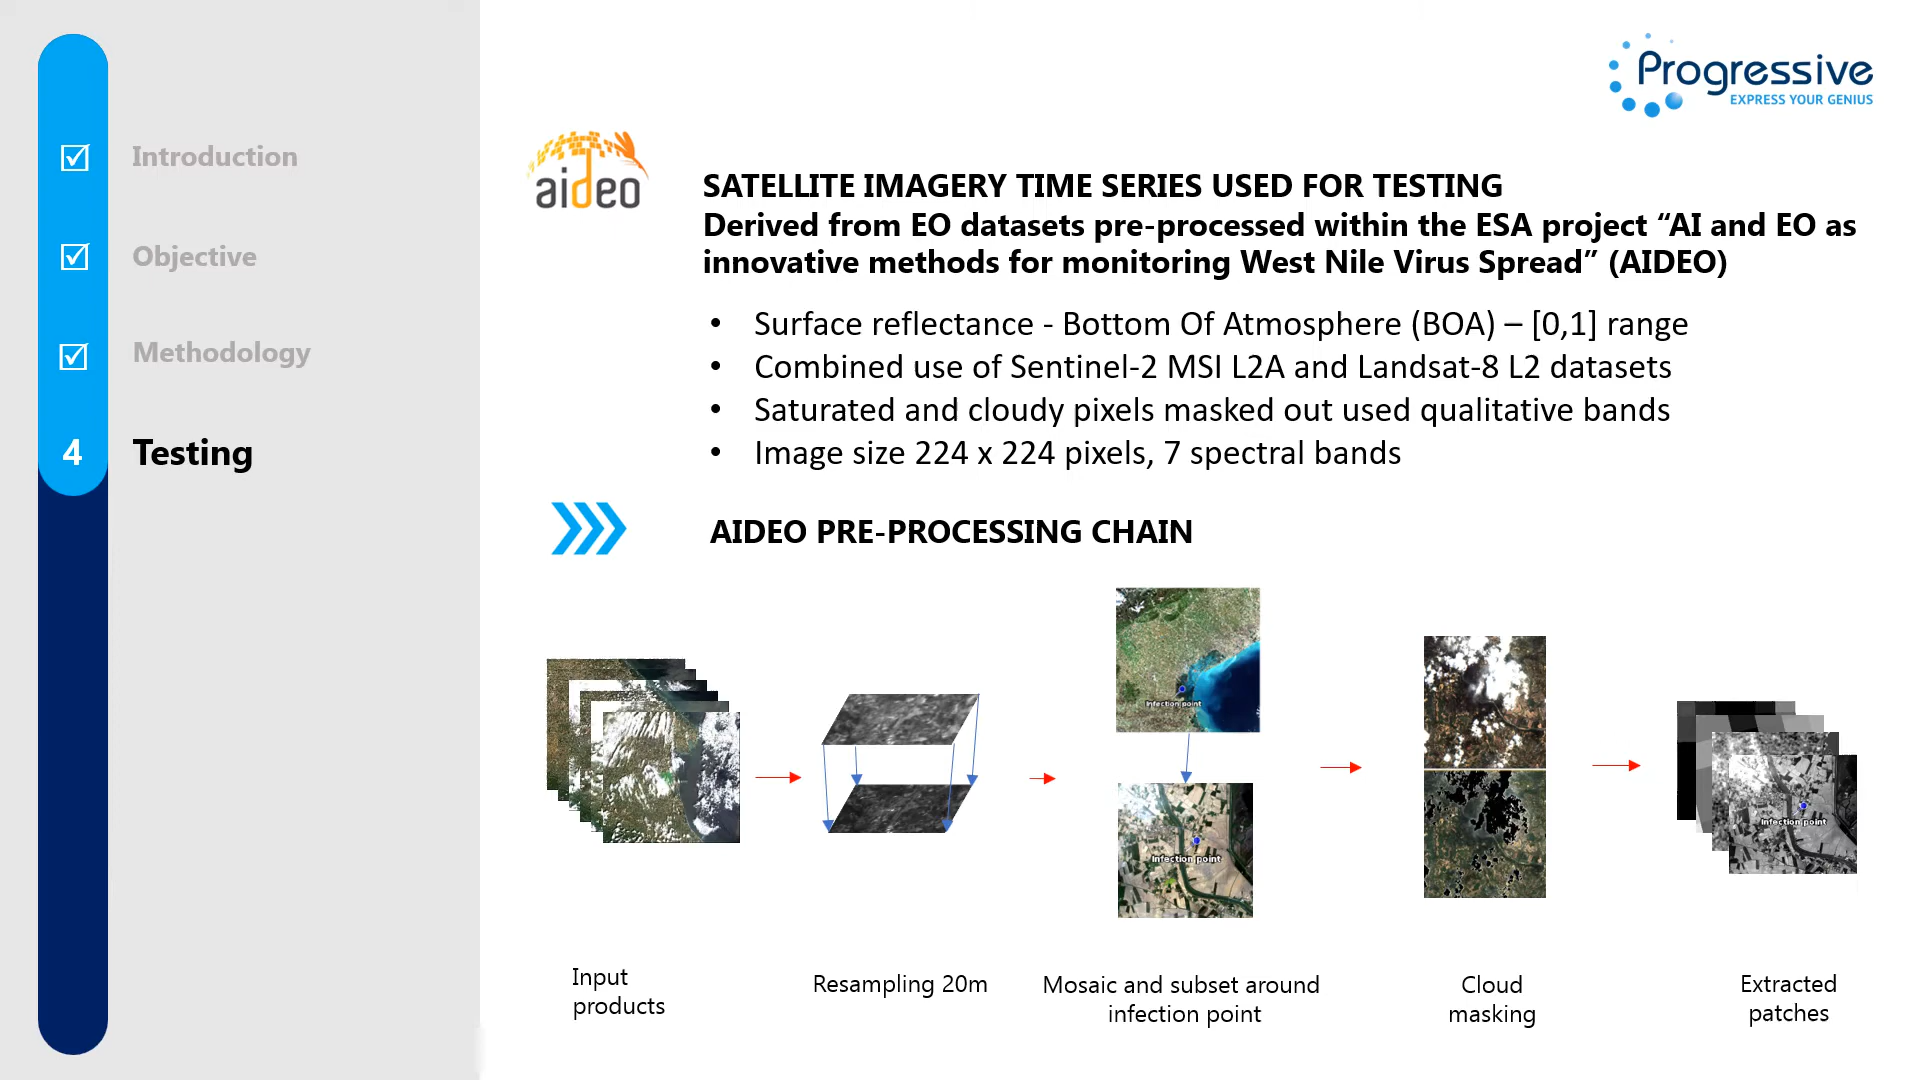 Progressive
EXPRESS YOUR GENIUS
Introduction
Objective
Methodology
4 Testing
aideo
SATELLITE IMAGERY TIME SERIES USED FOR TESTING
Derived from EO datasets pre-processed within the ESA project “AI and EO as
innovative methods for monitoring West Nile Virus Spread” (AIDEO)
• Surface reflectance - Bottom Of Atmosphere (BOA) – [0,1] range
• Combined use of Sentinel-2 MSI L2A and Landsat-8 L2 datasets
• Saturated and cloudy pixels masked out used qualitative bands
• Image size 224 x 224 pixels, 7 spectral bands
AIDEO PRE-PROCESSING CHAIN
Infection point
Infection point
Infection point
Input
products
Resampling 20m
Mosaic and subset around
infection point
Cloud
masking
Extracted
patches